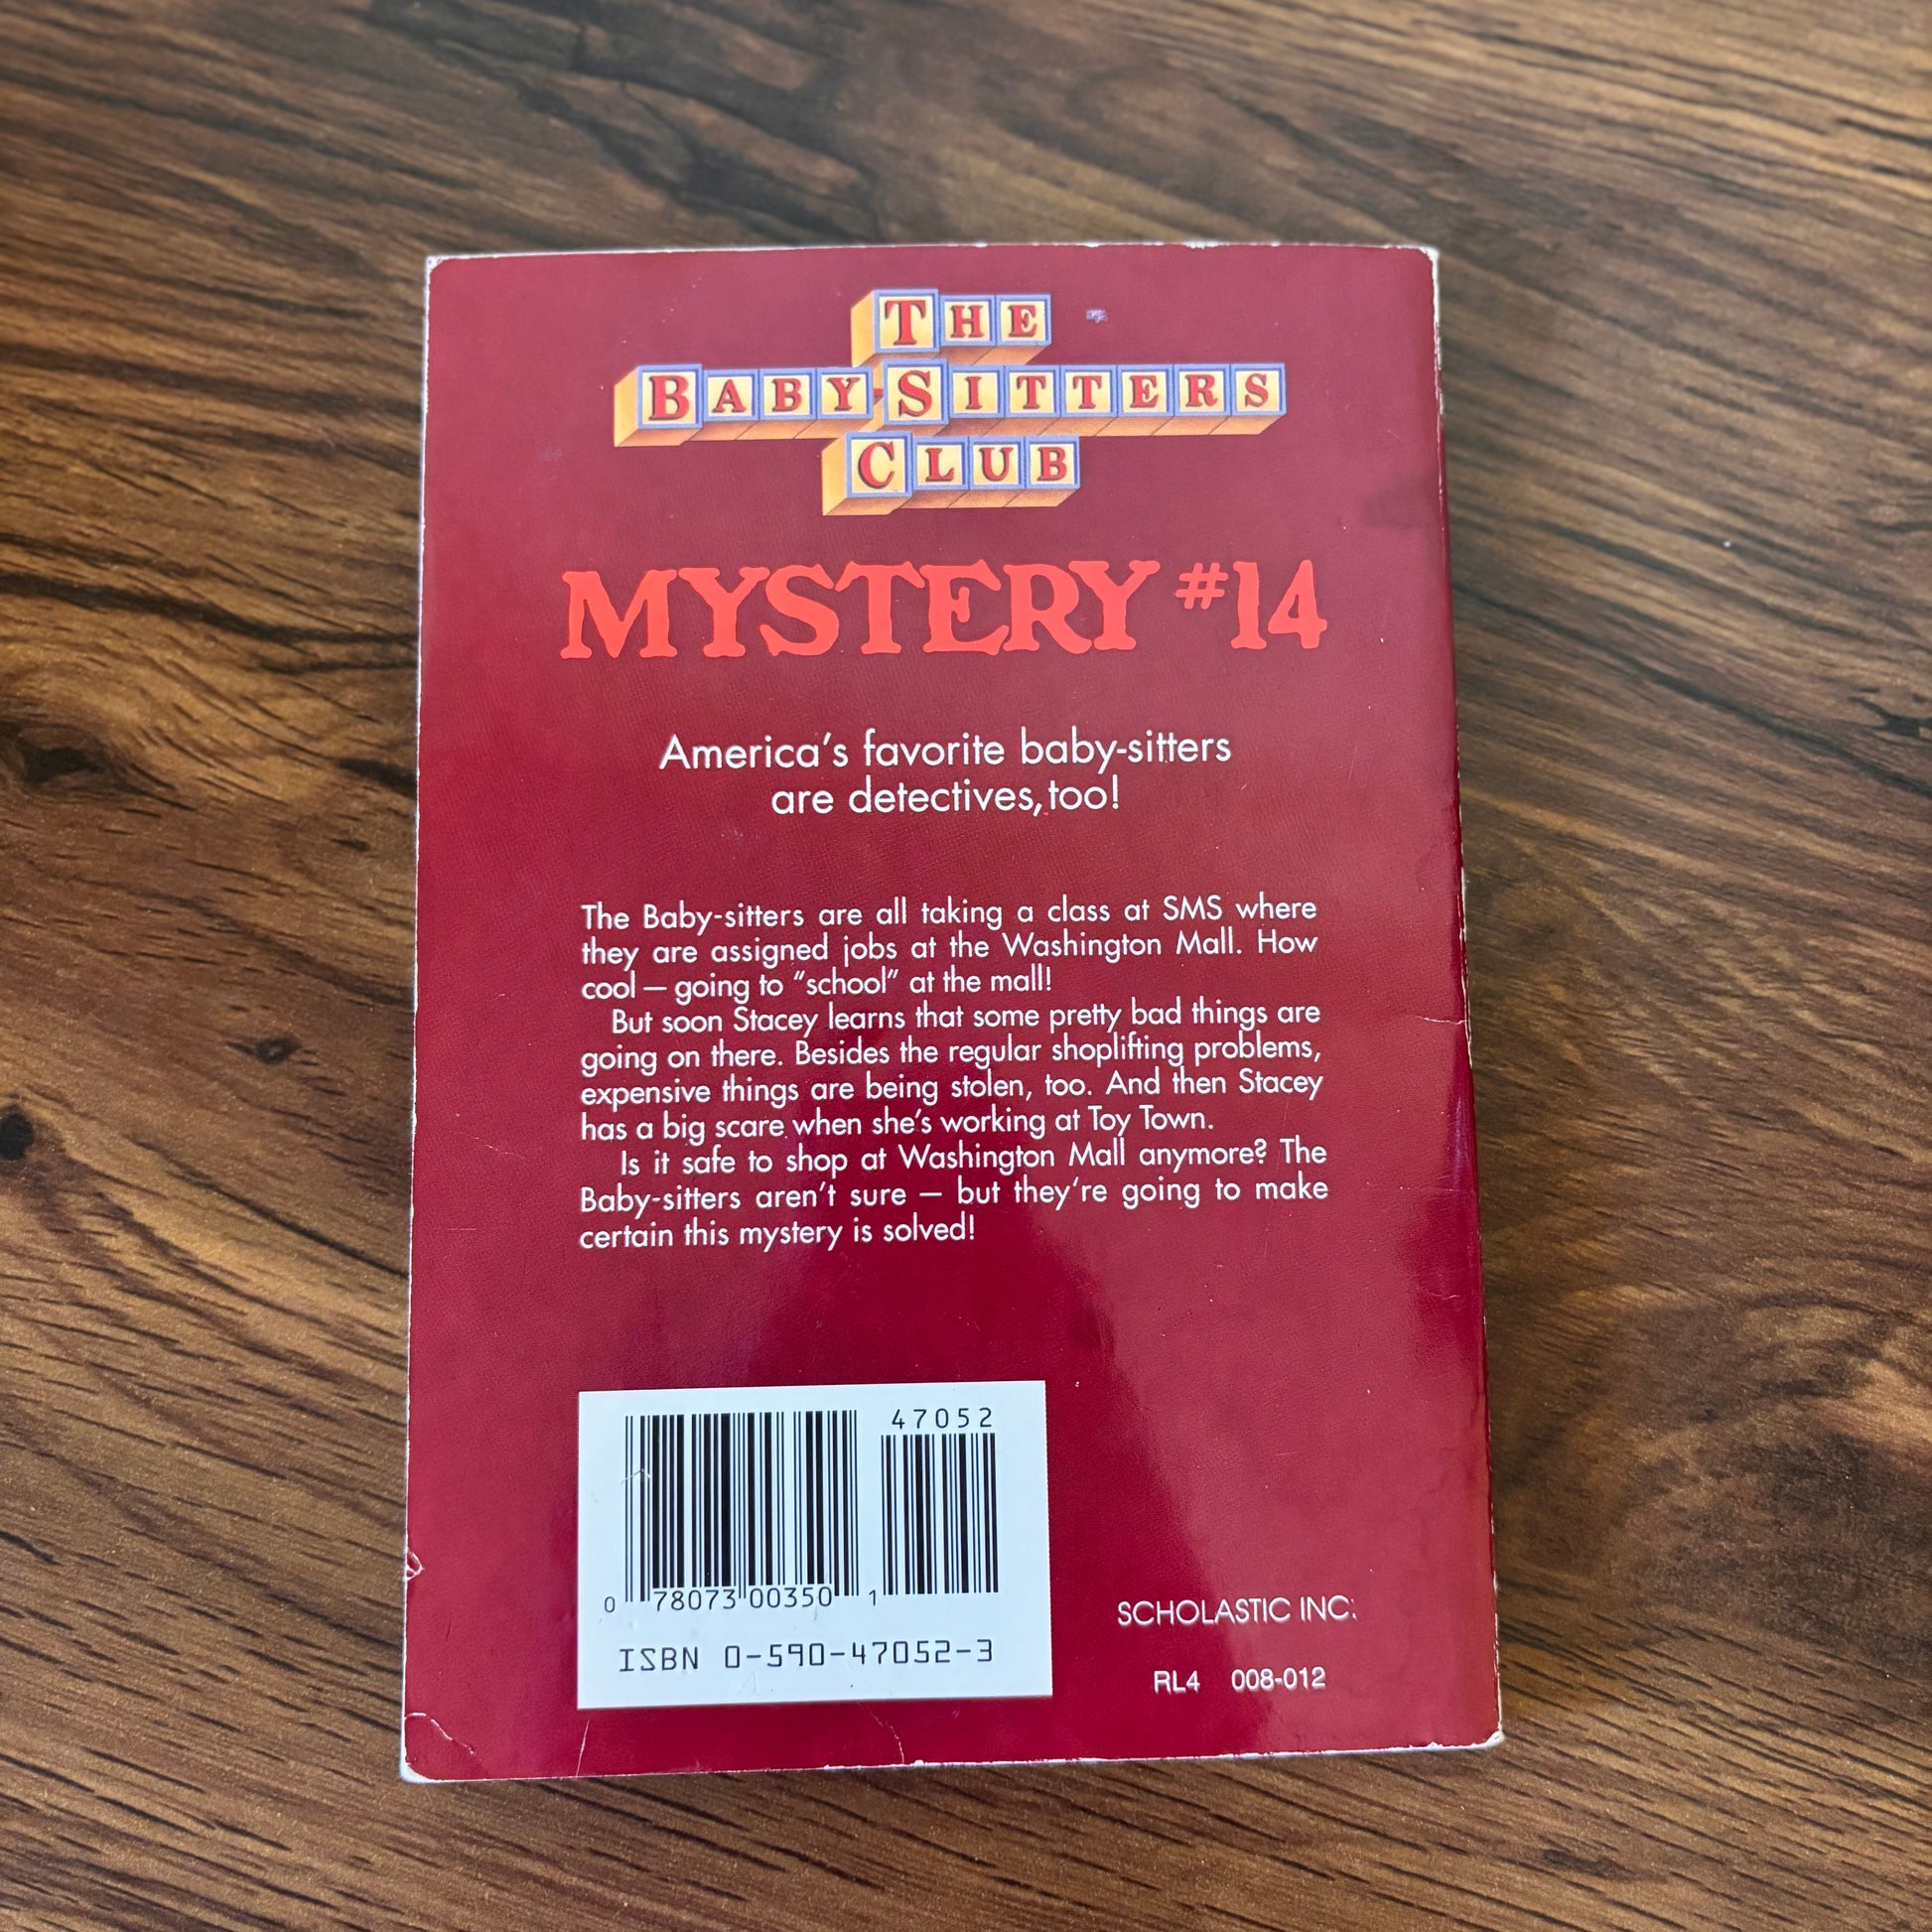 THE
BABY-SITTERS
CLUB
MYSTERY #14
America's favorite baby-sitters
are detectives, too!
The Baby-sitters are all taking a class at SMS where
they are assigned jobs at the Washington Mall. How
cool — going to "school" at the mall!
But soon Stacey learns that some pretty bad things are
going on there. Besides the regular shoplifting problems,
expensive things are being stolen, too. And then Stacey
has a big scare when she's working at Toy Town.
Is it safe to shop at Washington Mall anymore? The
Baby-sitters aren't sure — but they're going to make
certain this mystery is solved!
47052
0 78073 00350 1
ISBN 0-590-47052-3
SCHOLASTIC INC.
RL4 008-012